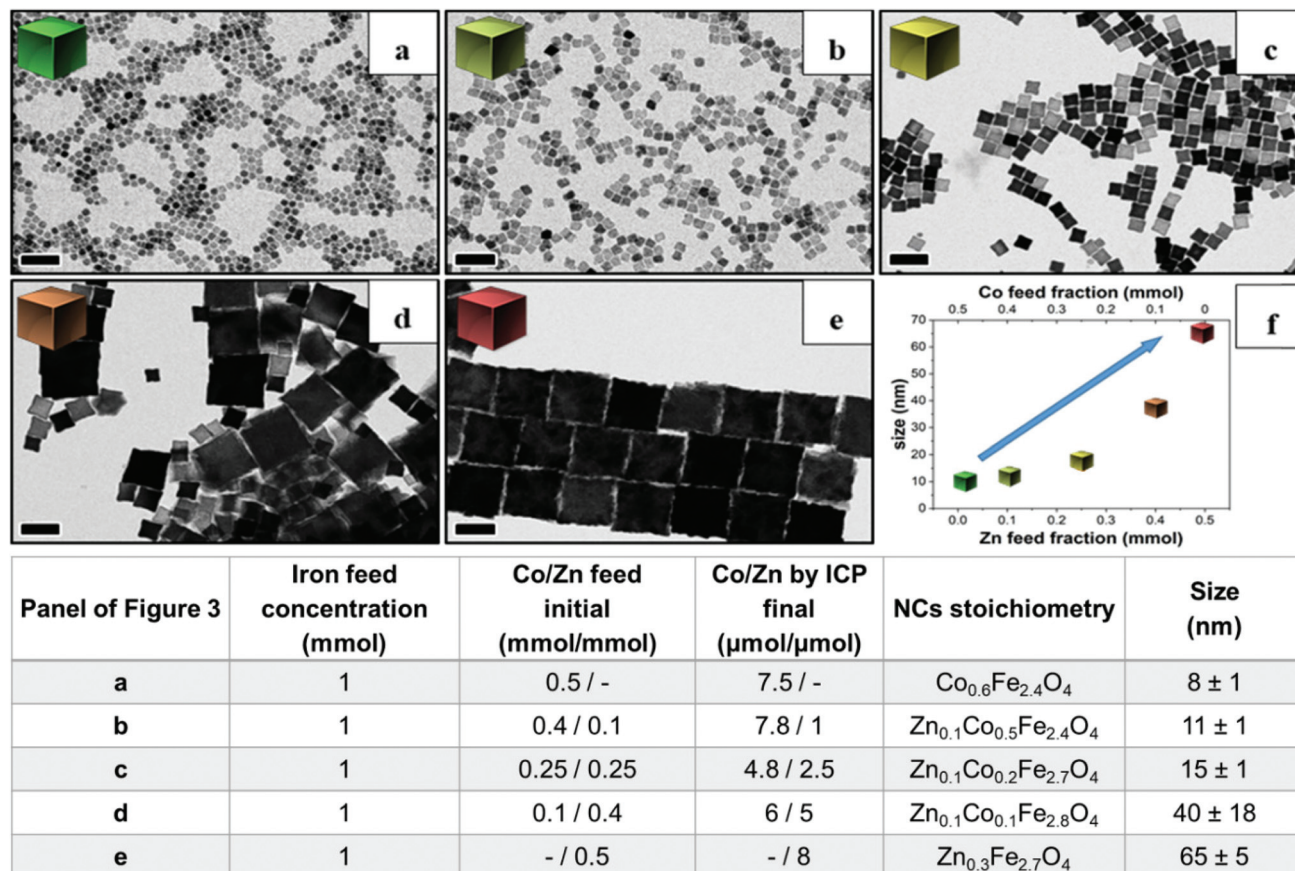 a
b
c
d
e
f
Co feed fraction (mmol)
0.5 0.4 0.3 0.2 0.1 0
70
60
50
40
30
20
10
0
size (nm)
0.0 0.1 0.2 0.3 0.4 0.5
Zn feed fraction (mmol)
Panel of Figure 3 | Iron feed concentration (mmol) | Co/Zn feed initial (mmol/mmol) | Co/Zn by ICP final (µmol/µmol) | NCs stoichiometry | Size (nm)
a 1 0.5 / - 7.5 / - Co₀.₆Fe₂.₄O₄ 8 ± 1
b 1 0.4 / 0.1 7.8 / 1 Zn₀.₁Co₀.₅Fe₂.₄O₄ 11 ± 1
c 1 0.25 / 0.25 4.8 / 2.5 Zn₀.₁Co₀.₂Fe₂.₇O₄ 15 ± 1
d 1 0.1 / 0.4 6 / 5 Zn₀.₁Co₀.₁Fe₂.₈O₄ 40 ± 18
e 1 - / 0.5 - / 8 Zn₀.₃Fe₂.₇O₄ 65 ± 5